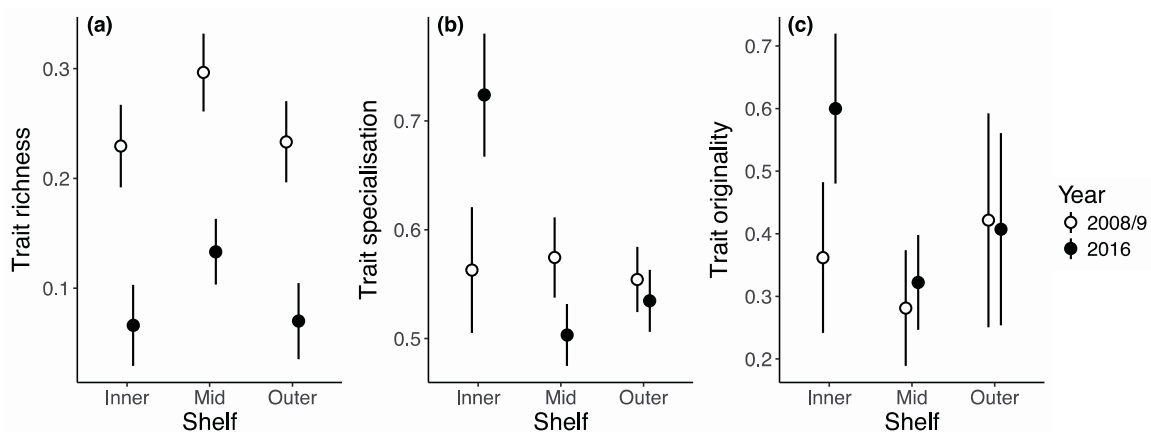 (a)
Trait richness
0.3
0.2
0.1
Inner Mid Outer
Shelf
(b)
Trait specialisation
0.7
0.6
0.5
Inner Mid Outer
Shelf
(c)
Trait originality
0.7
0.6
0.5
0.4
0.3
0.2
Inner Mid Outer
Shelf
Year
2008/9
2016